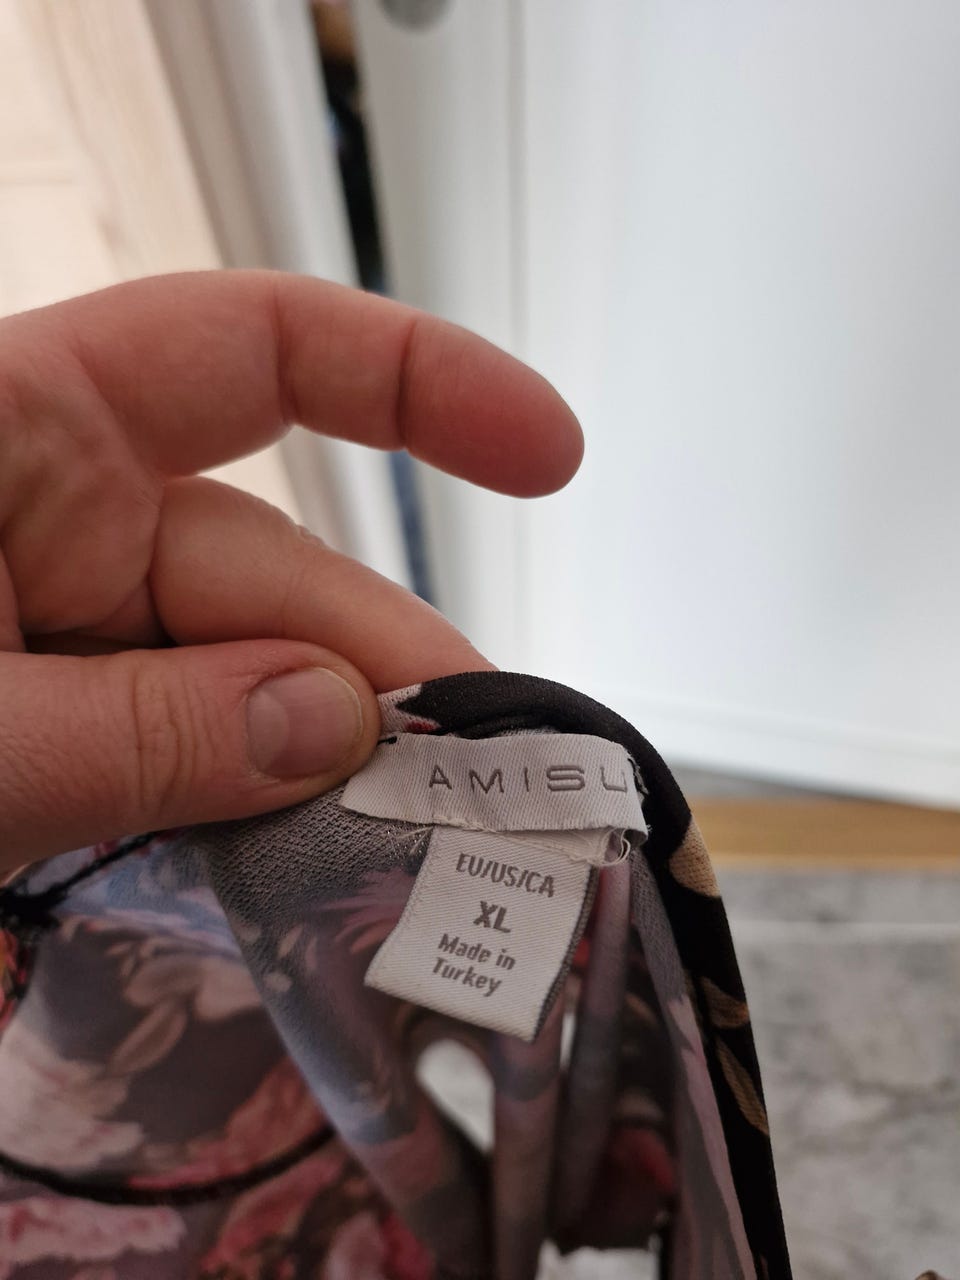 AMISU
EU/US/CA
XL
Made in
Turkey